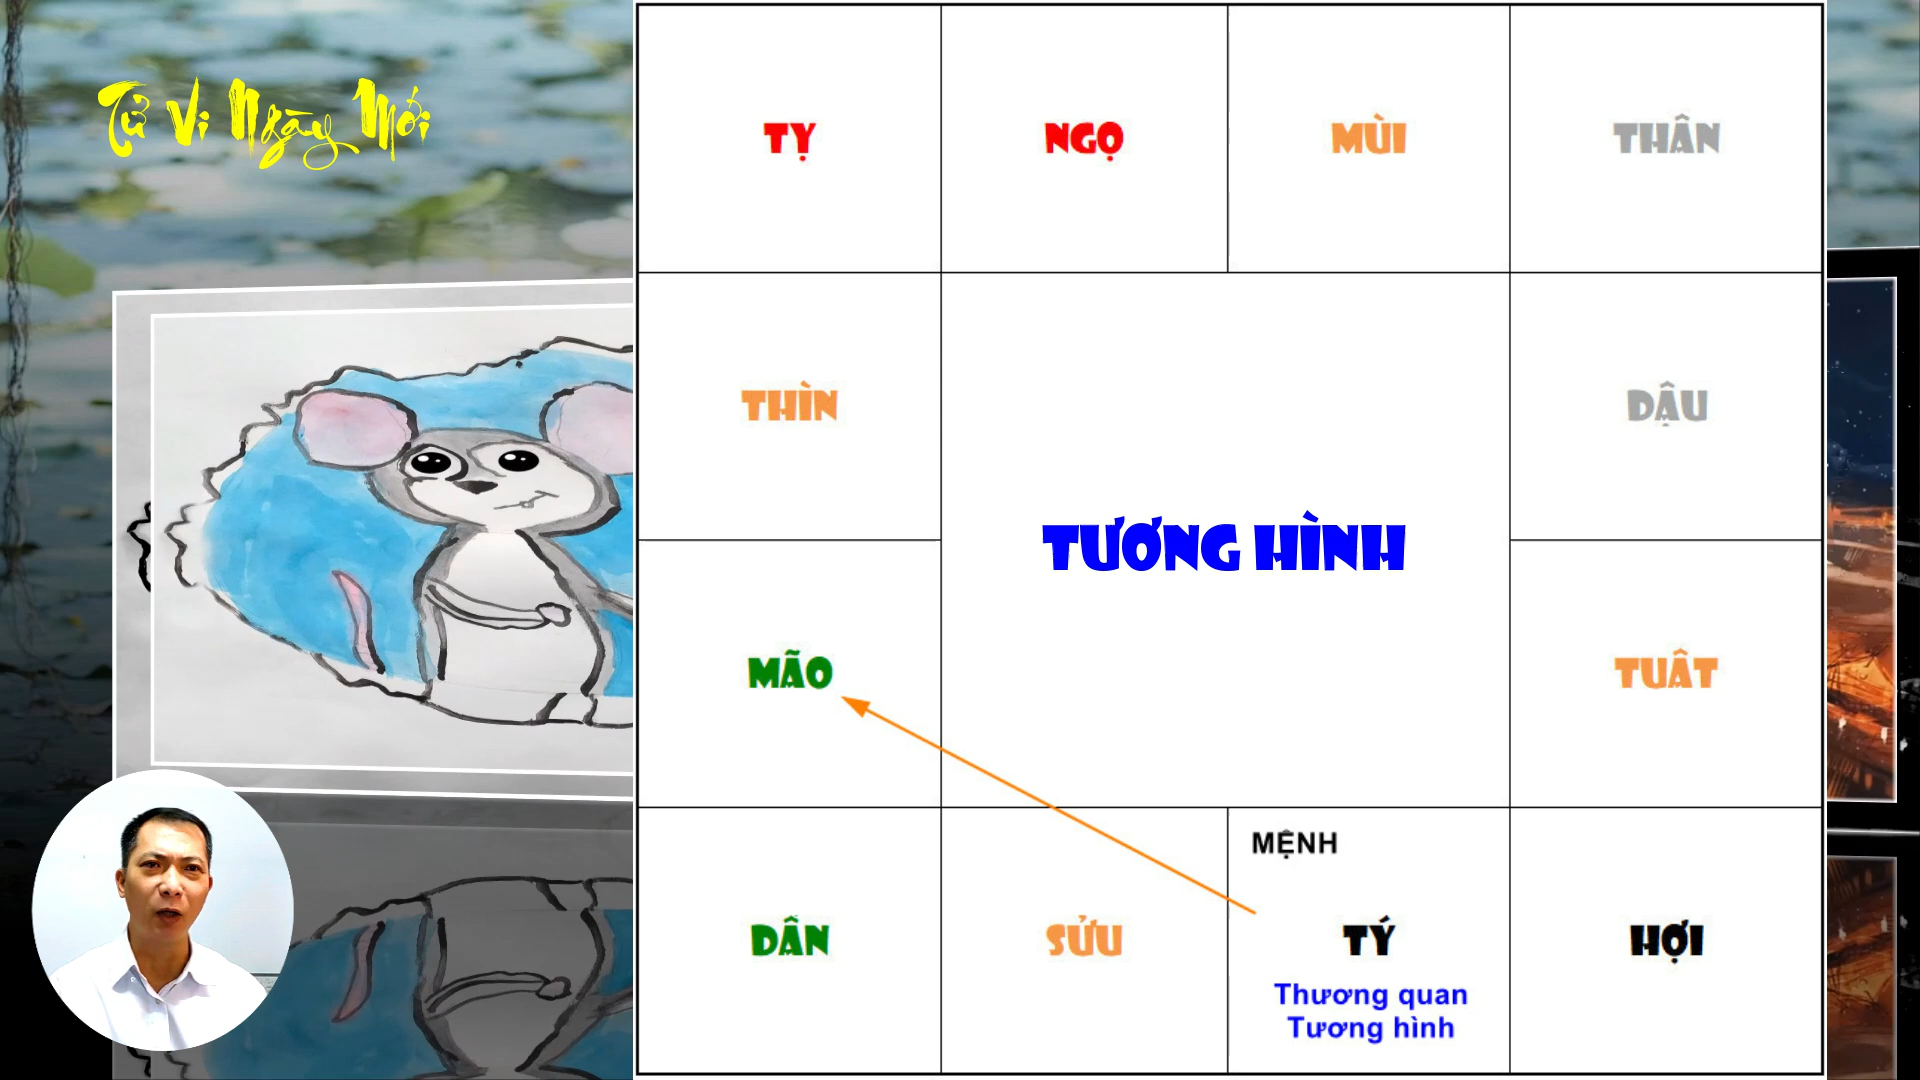 Tử Vi Ngày Mới
TỴ
NGỌ
MÙI
THÂN
THÌN
DẬU
TƯƠNG HÌNH
MÃO
TUẤT
MỆNH
DẦN
SỬU
TÝ
HỢI
Thương quan
Tương hình